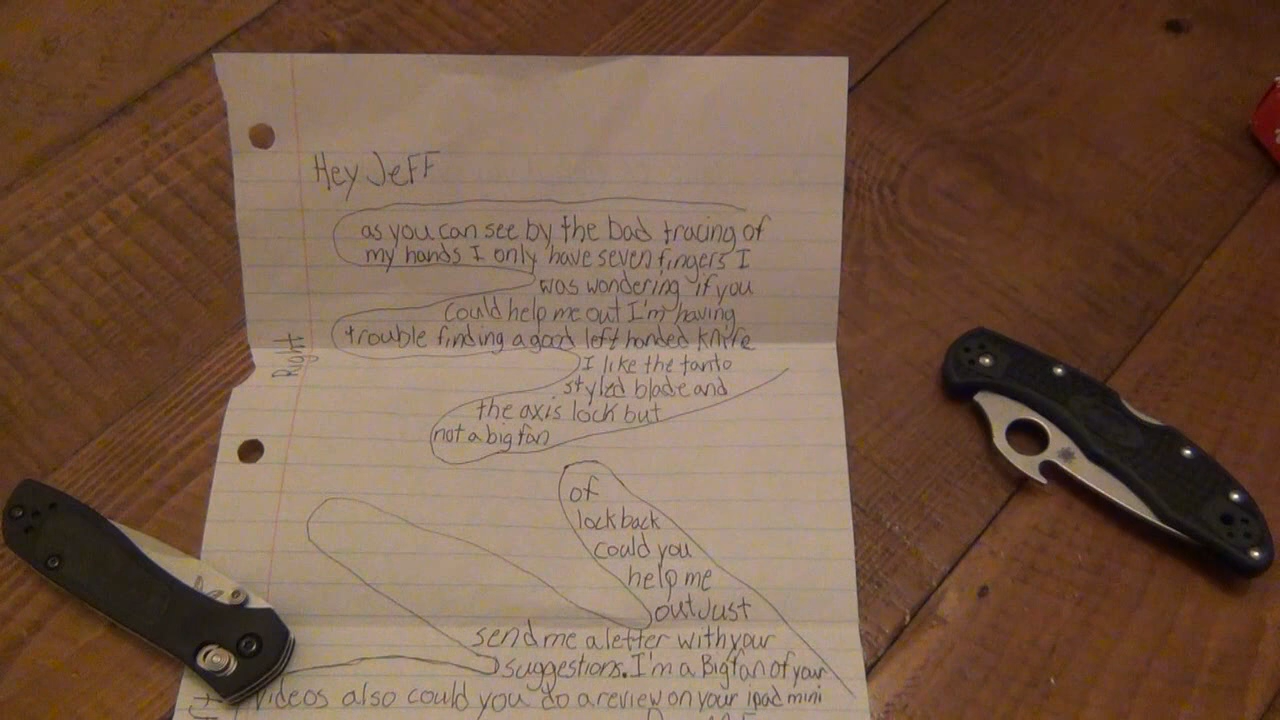 Hey JeFF
as you can see by the bad tracing of
my hands I only have seven fingers I
was wondering if you
could help me out I'm having
trouble finding a good left handed knife
I like the tanto
styled blade and
the axis lock but
not a big fan
of
lockback
could you
help me
out Just
send me a letter with your
suggestions. I'm a Big fan of your
videos also could you do a review on your ipad mini
Right